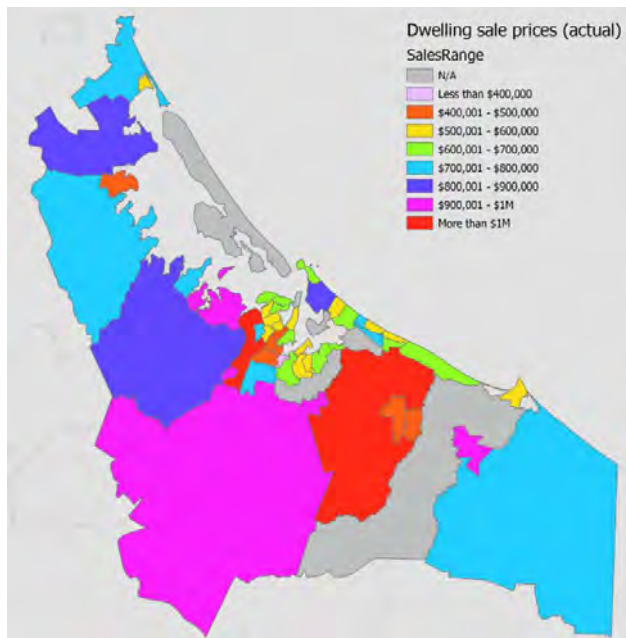 Dwelling sale prices (actual)
SalesRange
N/A
Less than $400,000
$400,001 - $500,000
$500,001 - $600,000
$600,001 - $700,000
$700,001 - $800,000
$800,001 - $900,000
$900,001 - $1M
More than $1M